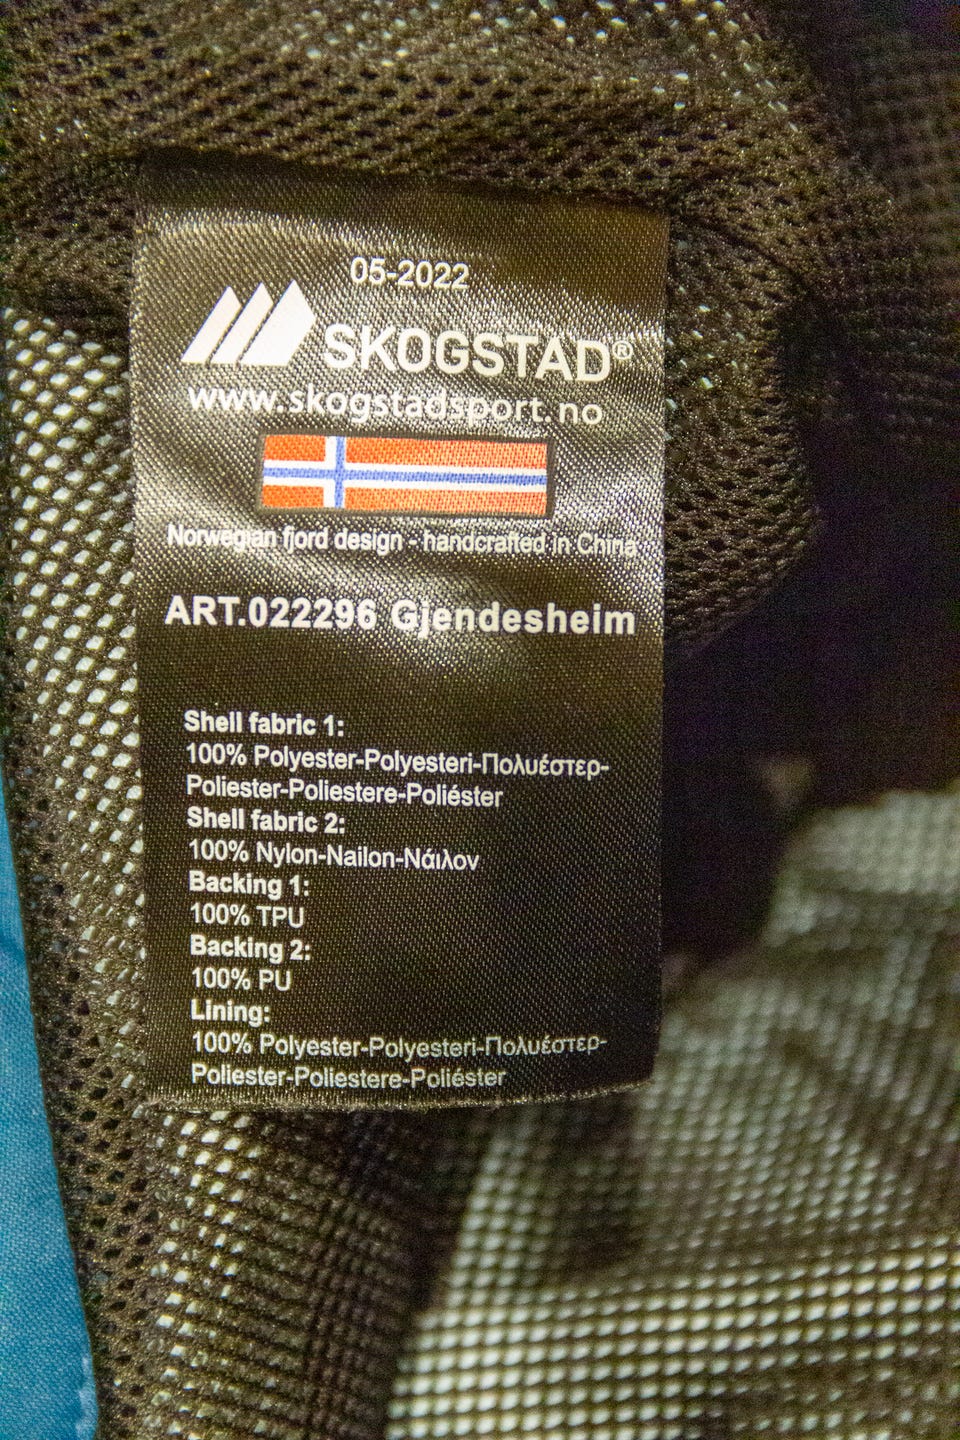 05-2022
SKOGSTAD®
www.skogstadsport.no
Norwegian fjord design - handcrafted in China
ART.022296 Gjendesheim
Shell fabric 1:
100% Polyester-Polyesteri-Πολυέστερ-
Poliester-Poliestere-Poliéster
Shell fabric 2:
100% Nylon-Nailon-Νάιλον
Backing 1:
100% TPU
Backing 2:
100% PU
Lining:
100% Polyester-Polyesteri-Πολυέστερ-
Poliester-Poliestere-Poliéster